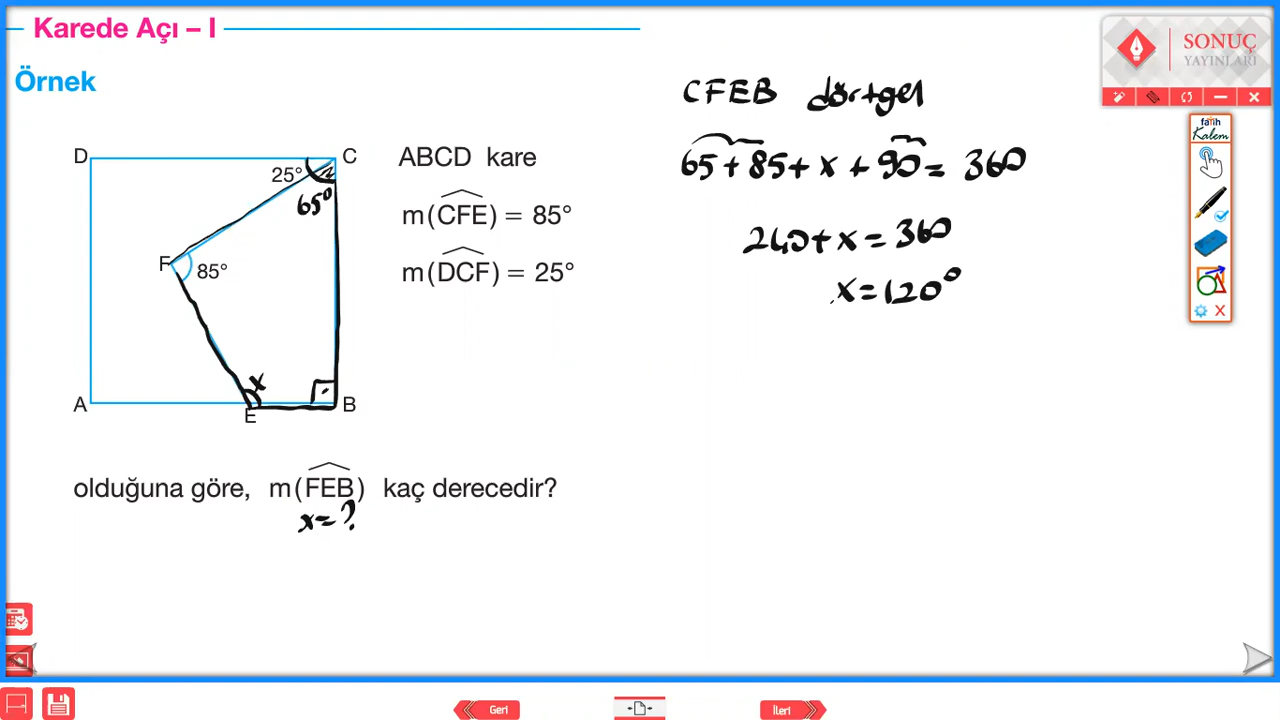 Karede Açı – I
SONUÇ
YAYINLARI
Örnek
fatih
Kalem
D
C
25°
65°
F
85°
x
A
E
B
ABCD kare
m(CFE) = 85°
m(DCF) = 25°
olduğuna göre, m(FEB) kaç derecedir?
x=?
CFEB dörtgel
65+85+x+90=360
240+x=360
x=120°
Geri
İleri